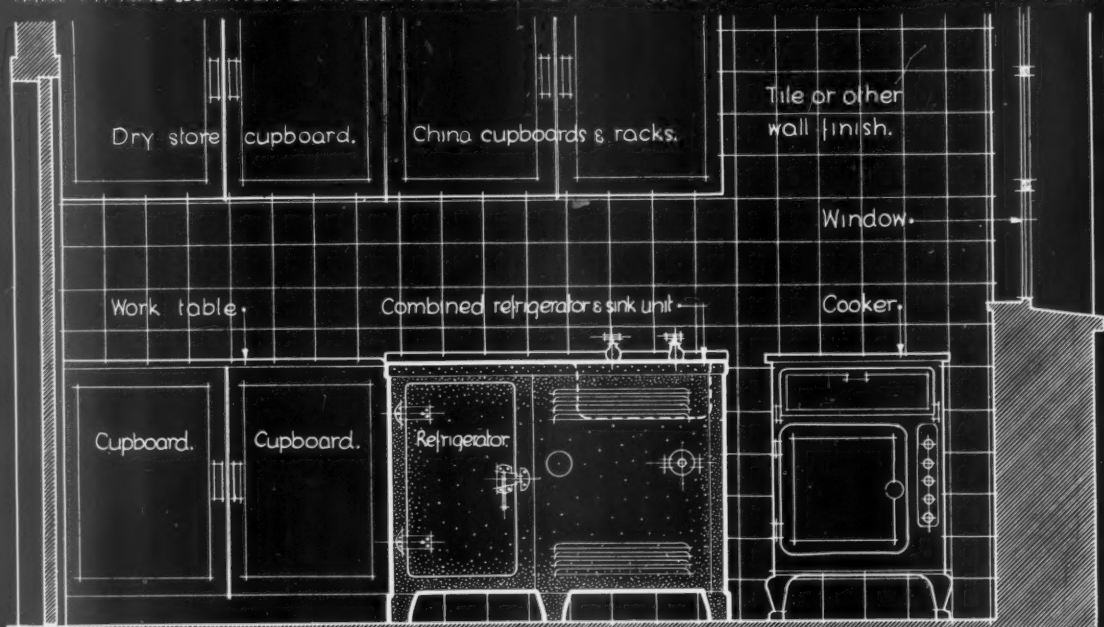 Dry store cupboard.
China cupboards & racks.
Tile or other
wall finish.
Window.
Work table.
Combined refrigerator & sink unit
Cooker.
Cupboard.
Cupboard.
Refrigerator.